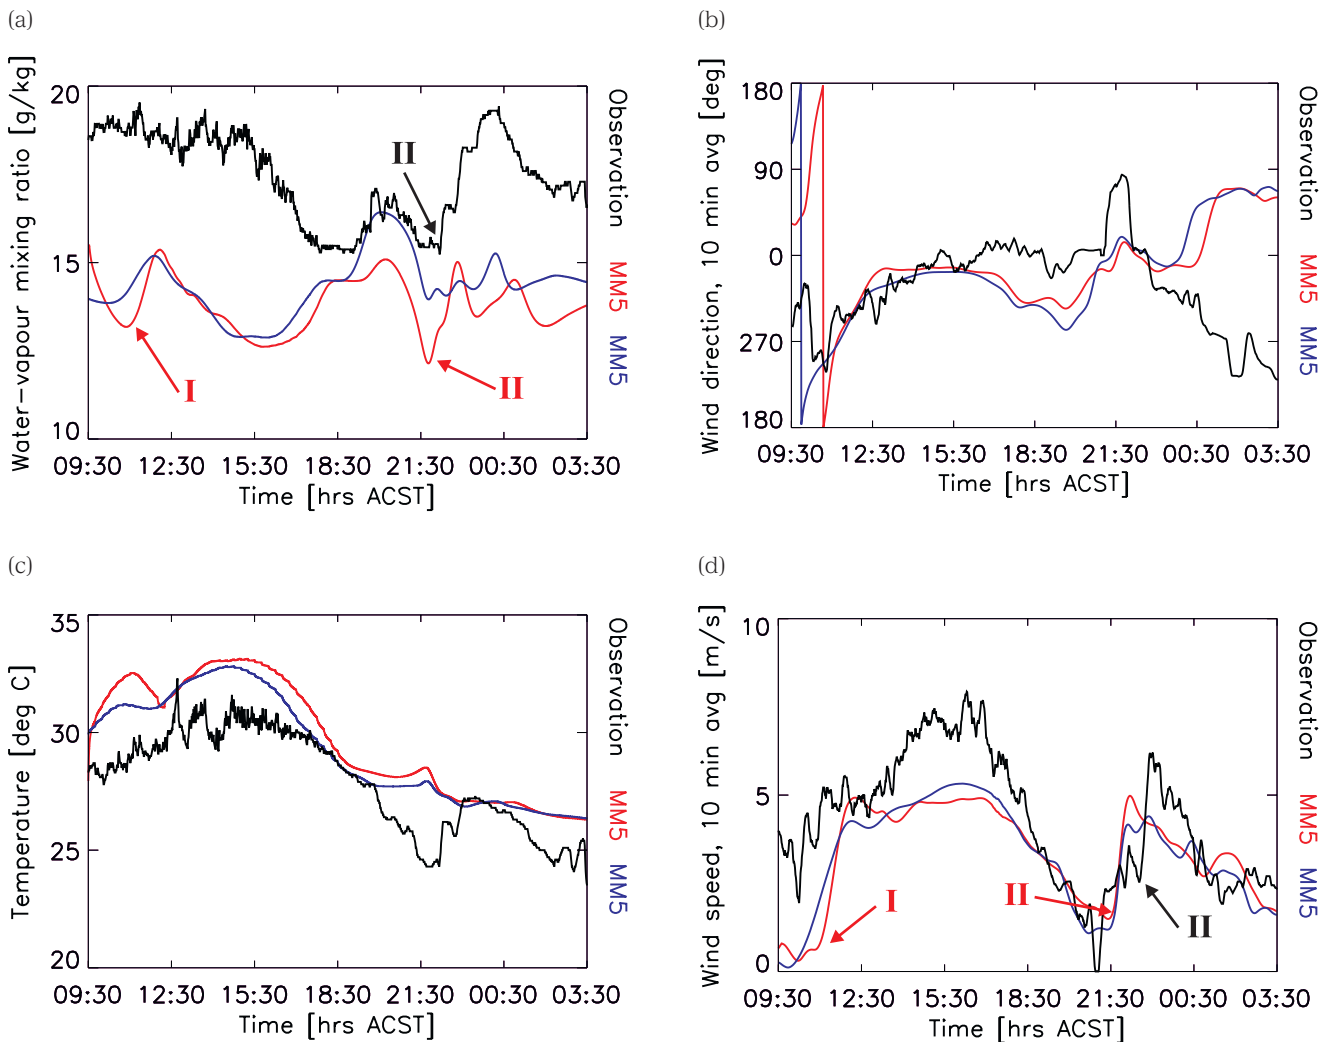 (a)
Water-vapour mixing ratio [g/kg]
20
15
10
II
I
II
09:30 12:30 15:30 18:30 21:30 00:30 03:30
Time [hrs ACST]
Observation
MM5
MM5
(b)
Wind direction, 10 min avg [deg]
180
90
0
270
180
09:30 12:30 15:30 18:30 21:30 00:30 03:30
Time [hrs ACST]
Observation
MM5
MM5
(c)
Temperature [deg C]
35
30
25
20
09:30 12:30 15:30 18:30 21:30 00:30 03:30
Time [hrs ACST]
Observation
MM5
MM5
(d)
Wind speed, 10 min avg [m/s]
10
5
0
I
II
II
09:30 12:30 15:30 18:30 21:30 00:30 03:30
Time [hrs ACST]
Observation
MM5
MM5